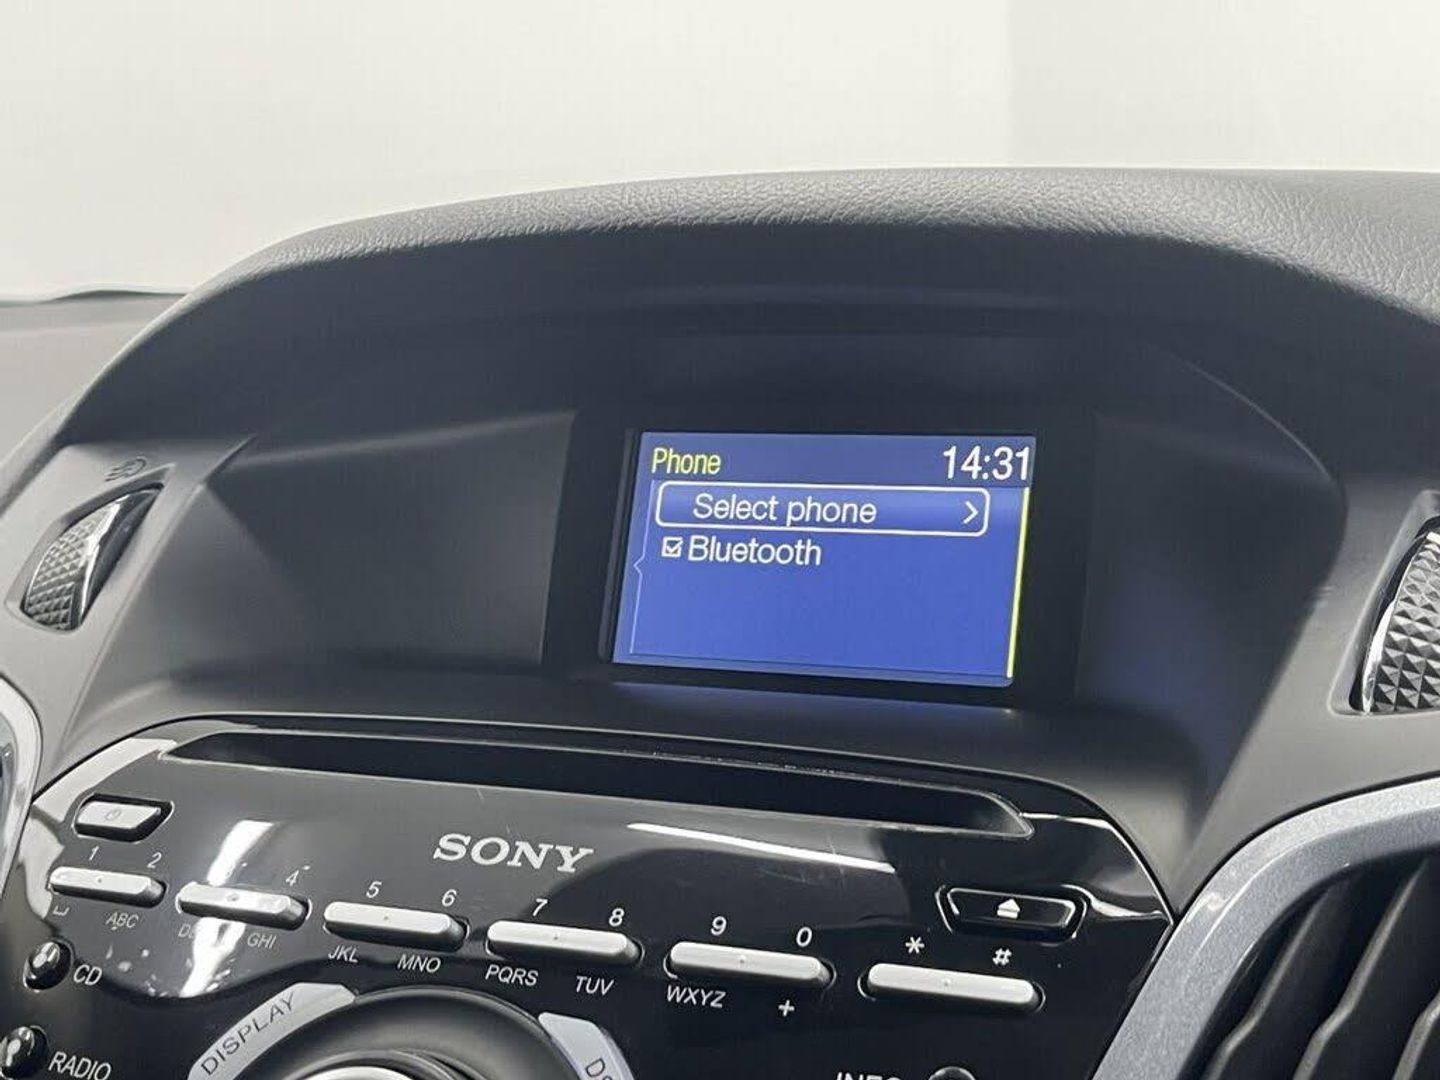 Phone 14:31
Select phone >
Bluetooth
SONY
1 2 4 5 6 7 8 9 0 * #
ABC GHI JKL MNO PQRS TUV WXYZ +
CD
DISPLAY
RADIO
INFO